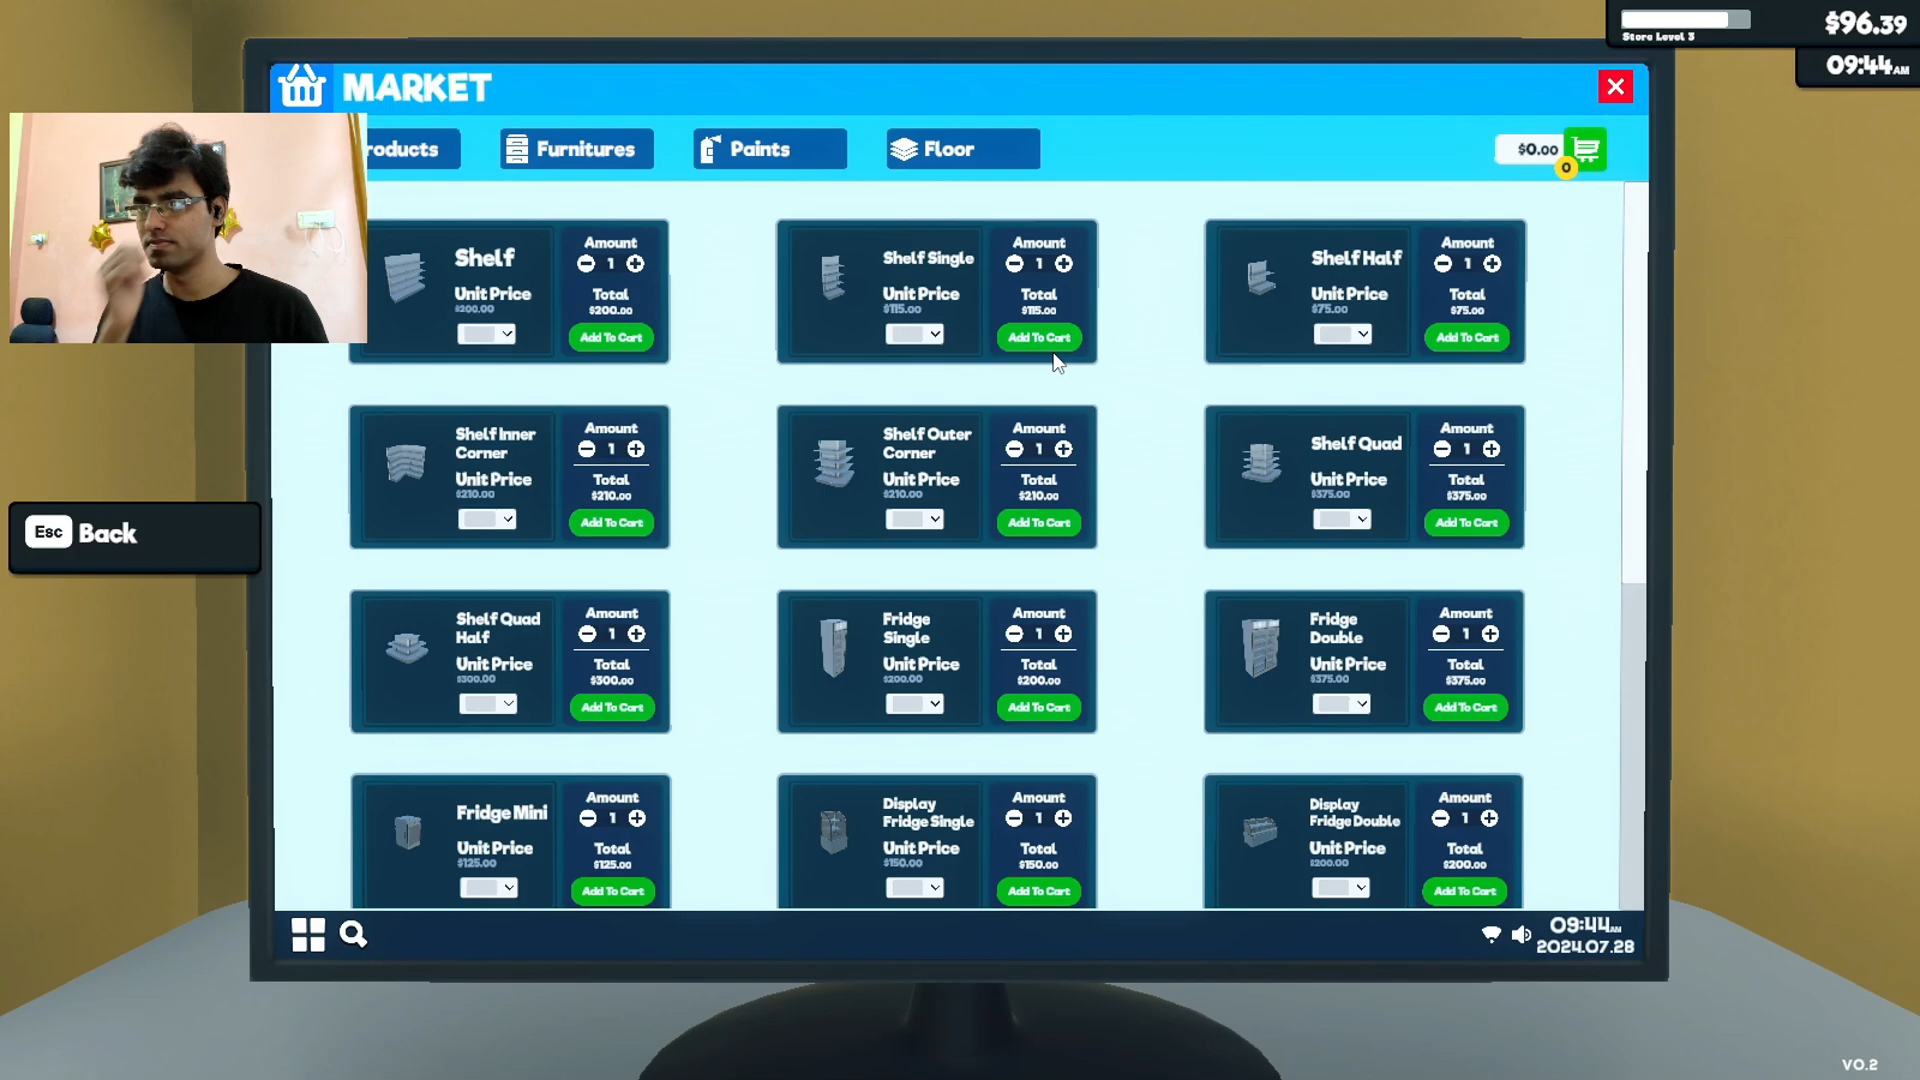 $96.39
Store Level 3
09:44AM
MARKET
roducts
Furnitures
Paints
Floor
$0.00
0
Shelf
Unit Price
$200.00
Amount
1
Total
$200.00
Add To Cart
Shelf Single
Unit Price
$115.00
Amount
1
Total
$115.00
Add To Cart
Shelf Half
Unit Price
$75.00
Amount
1
Total
$75.00
Add To Cart
Shelf Inner
Corner
Unit Price
$210.00
Amount
1
Total
$210.00
Add To Cart
Shelf Outer
Corner
Unit Price
$210.00
Amount
1
Total
$210.00
Add To Cart
Shelf Quad
Unit Price
$375.00
Amount
1
Total
$375.00
Add To Cart
Esc Back
Shelf Quad
Half
Unit Price
$300.00
Amount
1
Total
$300.00
Add To Cart
Fridge
Single
Unit Price
$200.00
Amount
1
Total
$200.00
Add To Cart
Fridge
Double
Unit Price
$375.00
Amount
1
Total
$375.00
Add To Cart
Fridge Mini
Unit Price
$125.00
Amount
1
Total
$125.00
Add To Cart
Display
Fridge Single
Unit Price
$150.00
Amount
1
Total
$150.00
Add To Cart
Display
Fridge Double
Unit Price
$200.00
Amount
1
Total
$200.00
Add To Cart
09:44AM
2024.07.28
V0.2